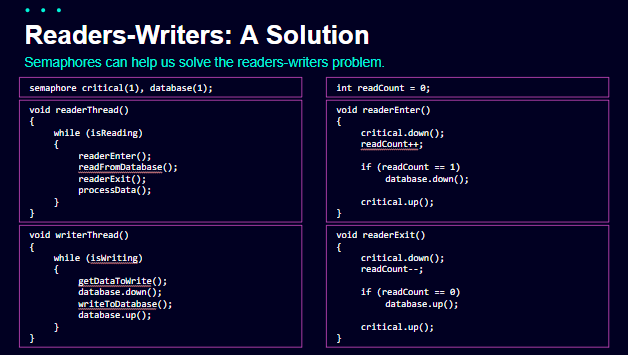 Readers-Writers: A Solution
Semaphores can help us solve the readers-writers problem.
semaphore critical(1), database(1);
int readCount = 0;
void readerThread()
{
    while (isReading)
    {
        readerEnter();
        readFromDatabase();
        readerExit();
        processData();
    }
}
void readerEnter()
{
    critical.down();
    readCount++;

    if (readCount == 1)
        database.down();

    critical.up();
}
void writerThread()
{
    while (isWriting)
    {
        getDataToWrite();
        database.down();
        writeToDatabase();
        database.up();
    }
}
void readerExit()
{
    critical.down();
    readCount--;

    if (readCount == 0)
        database.up();

    critical.up();
}